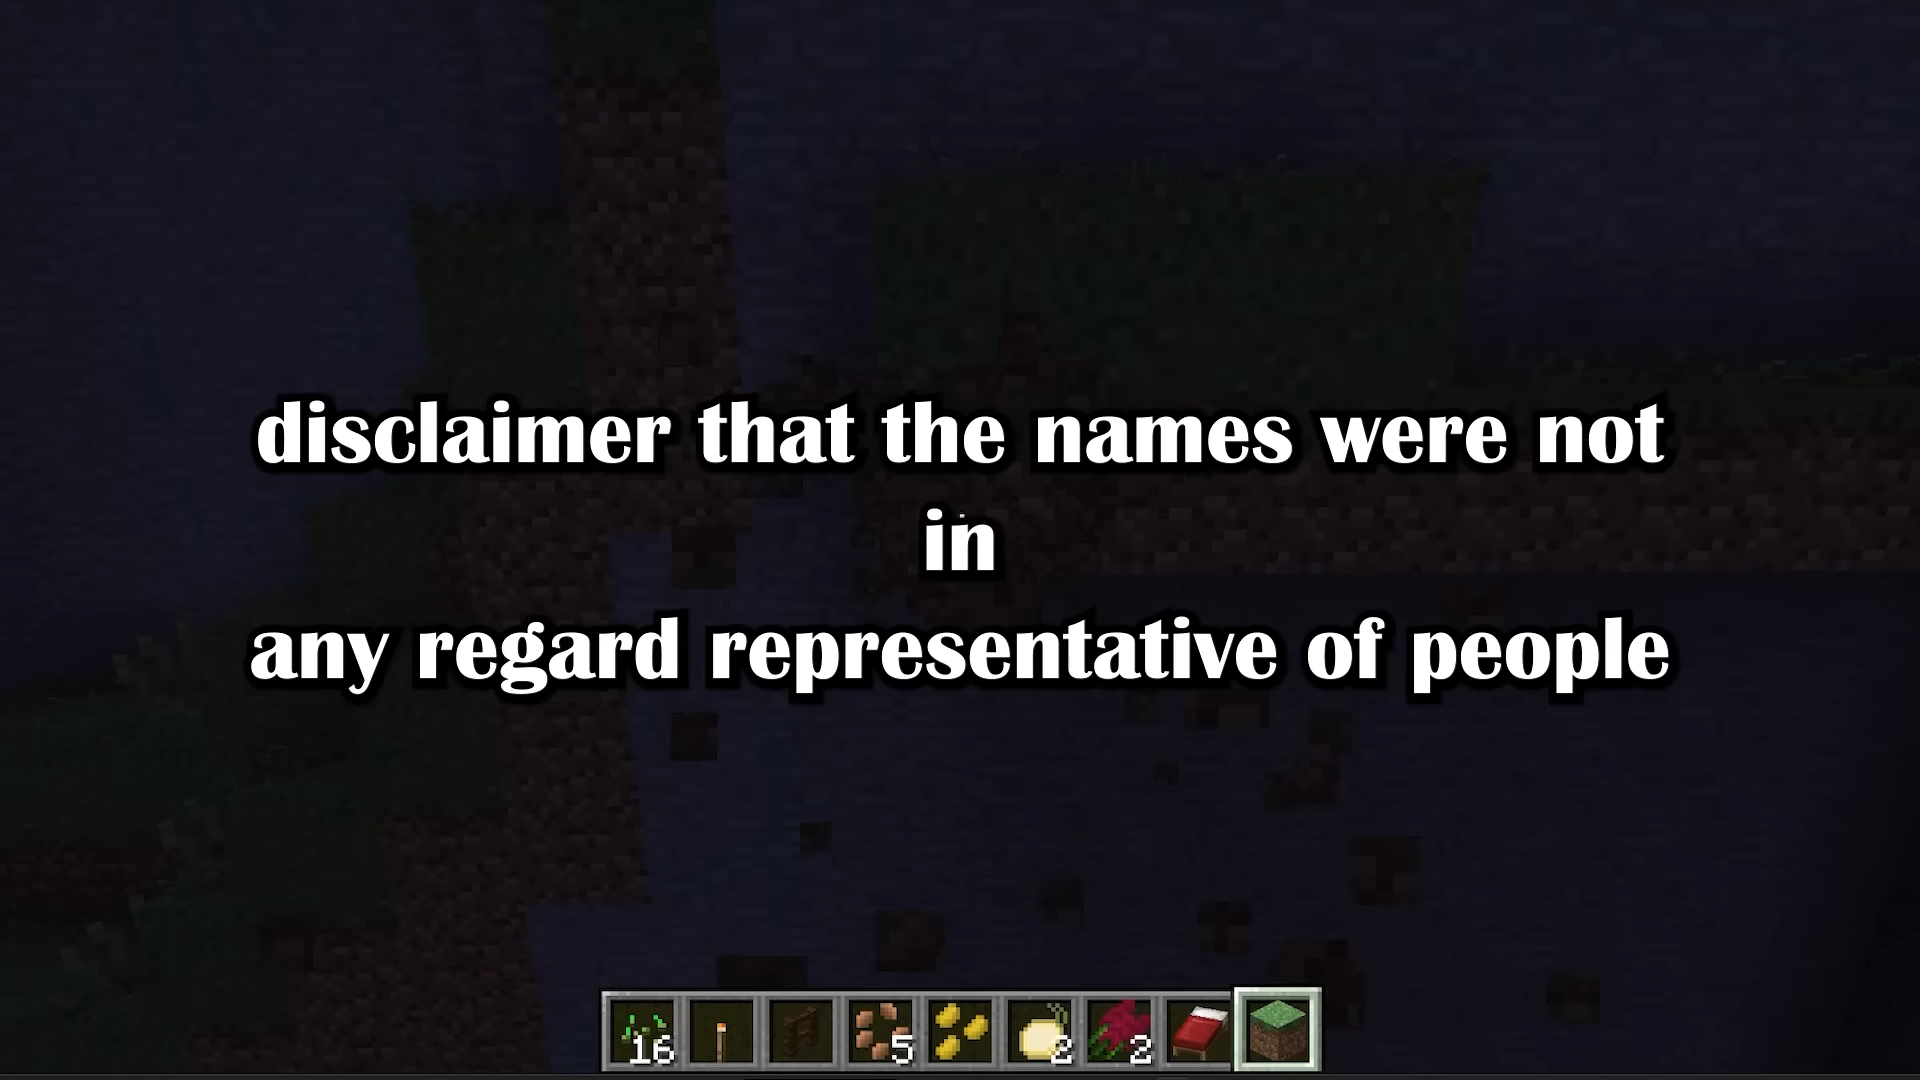 disclaimer that the names were not
in
any regard representative of people
16 5 2 2